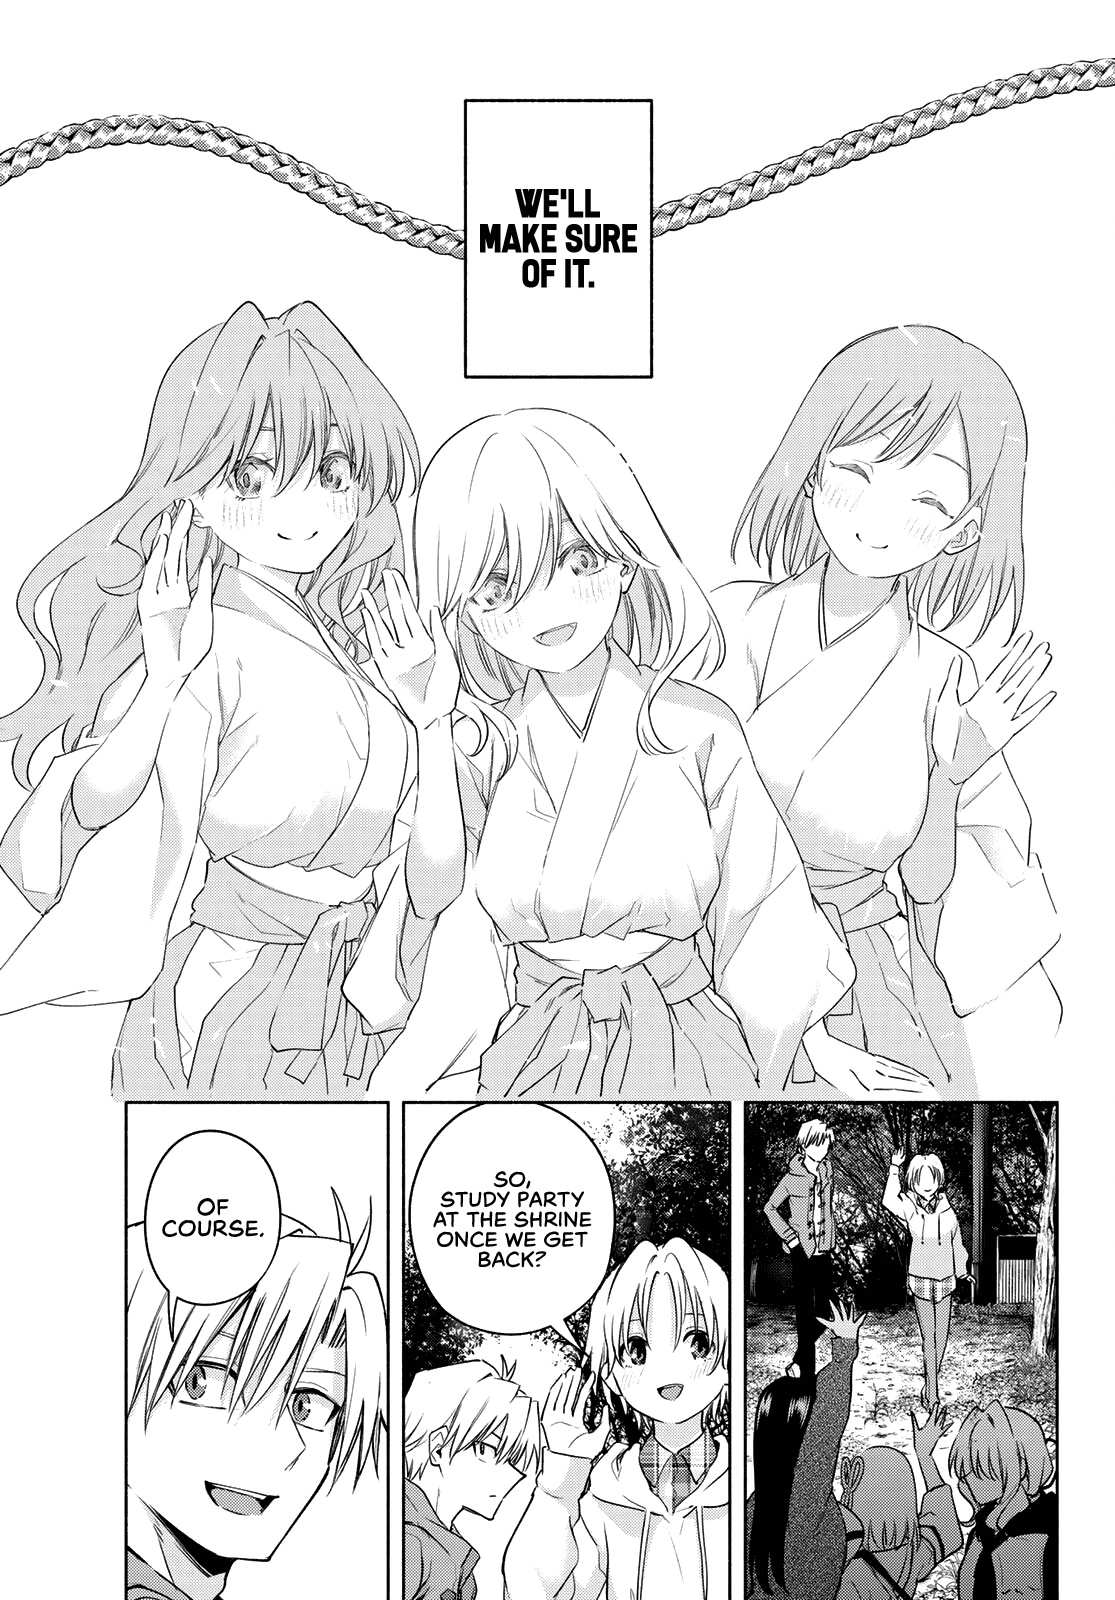 WE'LL
MAKE SURE
OF IT.
SO,
STUDY PARTY
AT THE SHRINE
ONCE WE GET
BACK?
OF
COURSE.